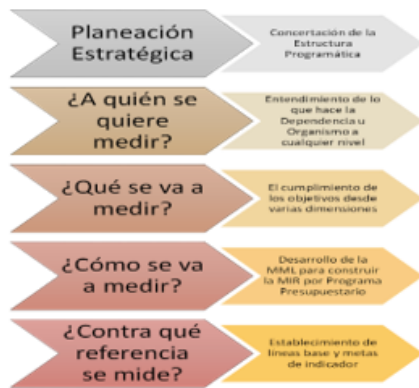 Planeación
Estratégica
Concertación de la
Estructura
Programática
¿A quién se
quiere
medir?
Entendimiento de lo
que hace la
Dependencia u
Organismo a
cualquier nivel
¿Qué se va a
medir?
El cumplimiento de
los objetivos desde
varias dimensiones
¿Cómo se va
a medir?
Desarrollo de la
MML para construir
la MIR por Programa
Presupuestario
¿Contra qué
referencia
se mide?
Establecimiento de
líneas base y metas
de indicador